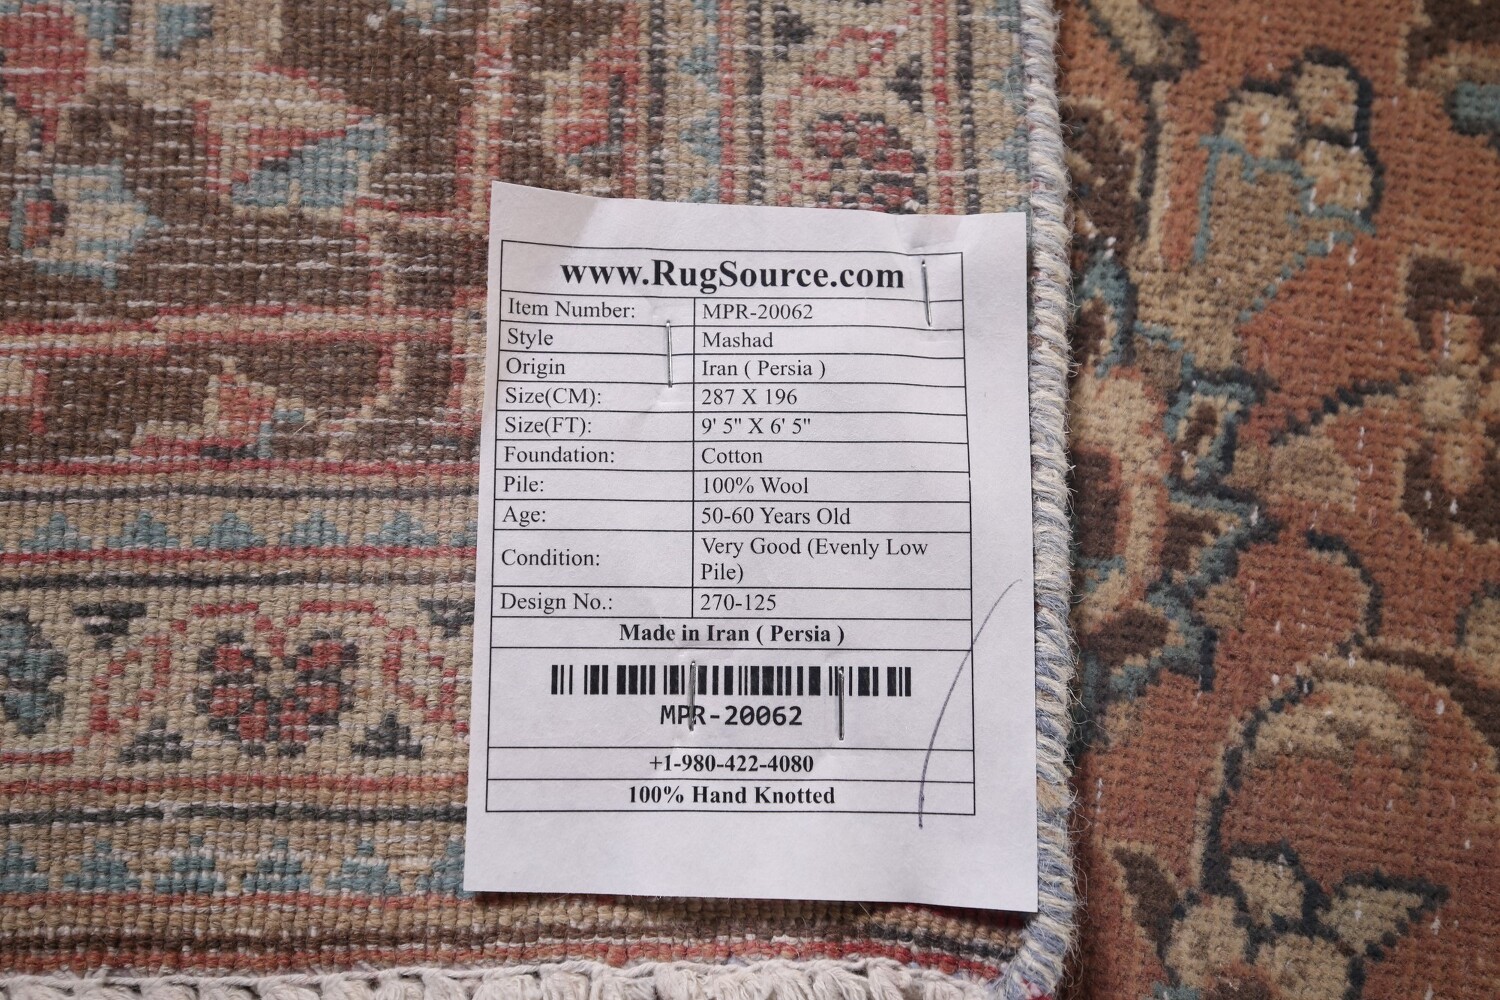 www.RugSource.com
Item Number: MPR-20062
Style Mashad
Origin Iran ( Persia )
Size(CM): 287 X 196
Size(FT): 9' 5" X 6' 5"
Foundation: Cotton
Pile: 100% Wool
Age: 50-60 Years Old
Condition: Very Good (Evenly Low
Pile)
Design No.: 270-125
Made in Iran ( Persia )
MPR-20062
+1-980-422-4080
100% Hand Knotted